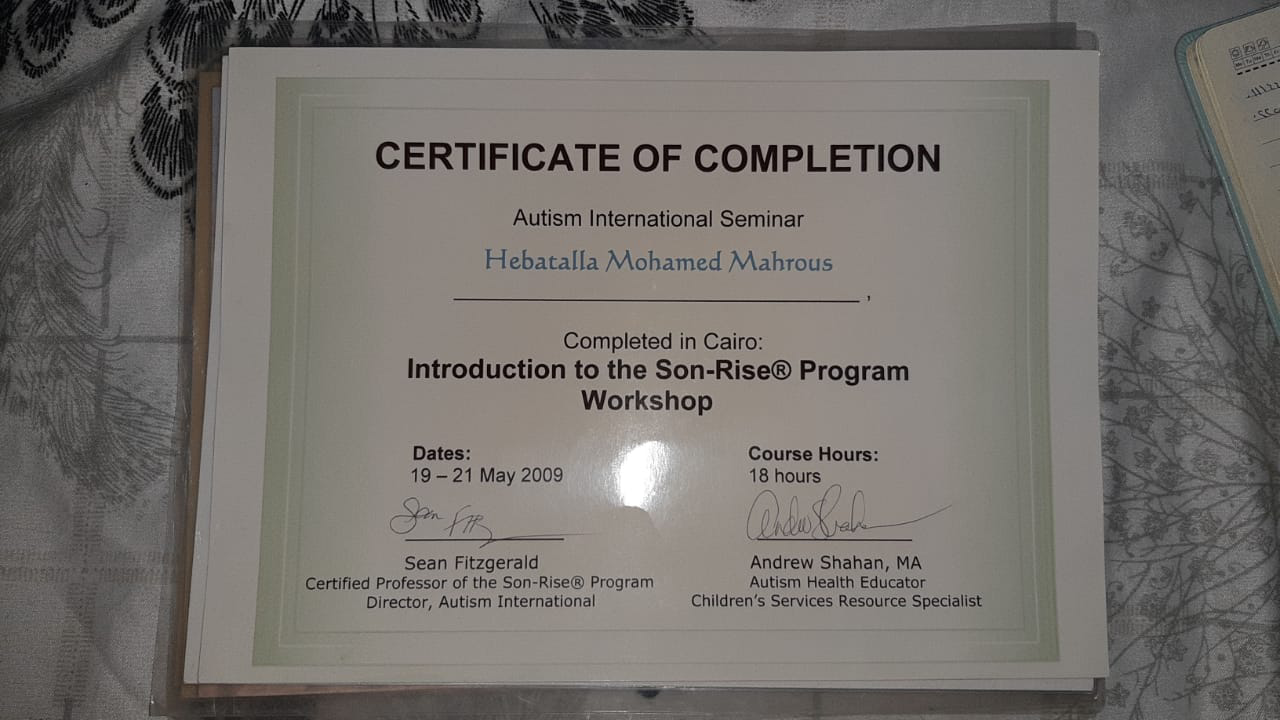 CERTIFICATE OF COMPLETION
Autism International Seminar
Hebatalla Mohamed Mahrous
,
Completed in Cairo:
Introduction to the Son-Rise® Program
Workshop
Dates:
19 – 21 May 2009
Course Hours:
18 hours
Sean Fitzgerald
Certified Professor of the Son-Rise® Program
Director, Autism International
Andrew Shahan, MA
Autism Health Educator
Children's Services Resource Specialist